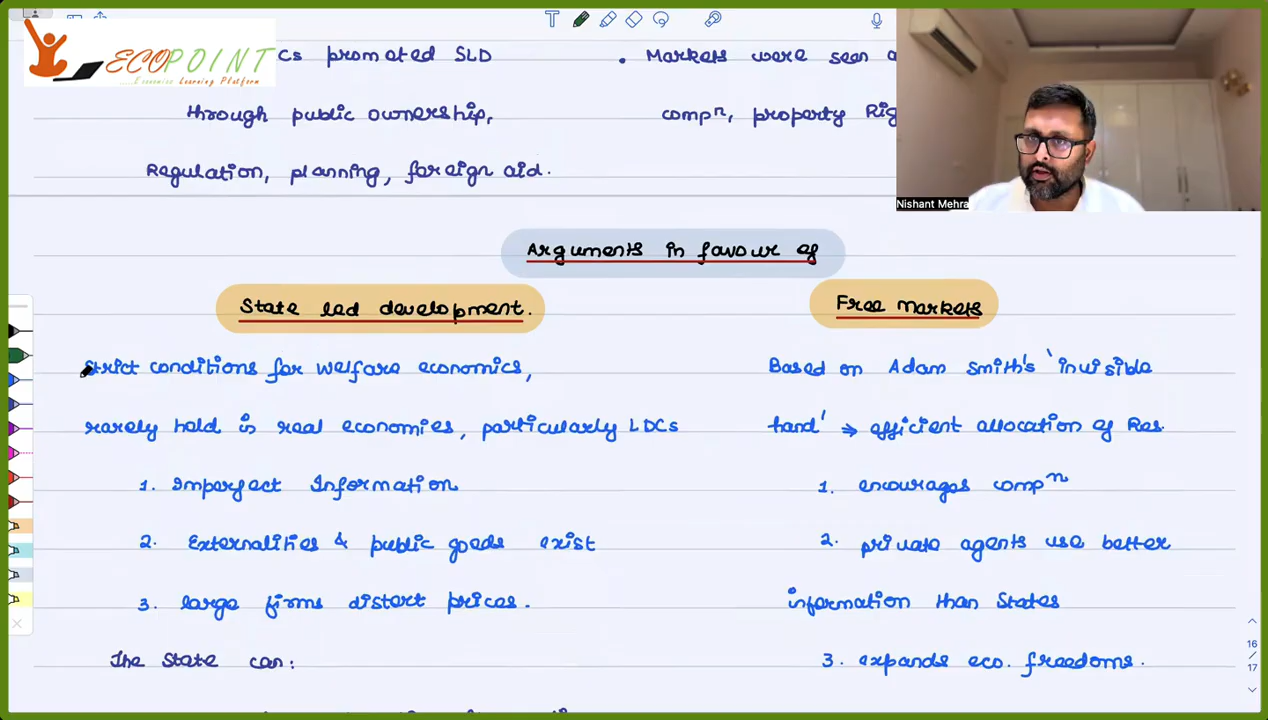 ECOPOINT
....Economics Learning Platform
Cs promoted SLD
through public ownership,
Regulation, planning, foreign aid.
• Markets were seen
compⁿ, property Rig
Nishant Mehra
Arguments in favour of
State led development.
Strict conditions for welfare economics,
rarely hold in real economies, particularly LDCs
1. Imperfect Information
2. Externalities & public goods exist
3. large firms distort prices.
The State can:
Free Markets
Based on Adam Smith's 'invisible
hand' → efficient allocation of Res.
1. encourages compⁿ
2. private agents use better
information than States
3. expands eco. freedoms.
16
/
17